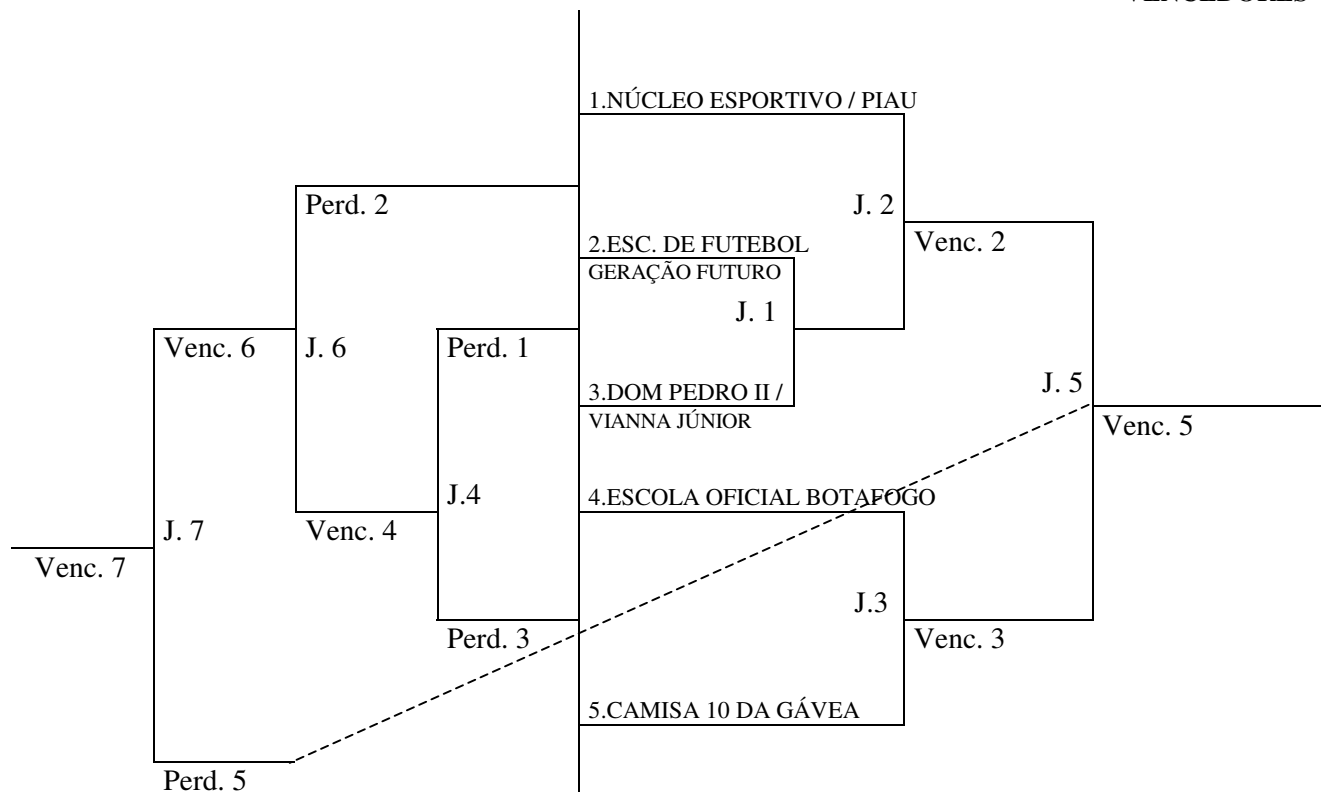 VENCEDORES
1.NÚCLEO ESPORTIVO / PIAU
Perd. 2
J. 2
Venc. 2
2.ESC. DE FUTEBOL
GERAÇÃO FUTURO
J. 1
Venc. 6
J. 6
Perd. 1
3.DOM PEDRO II /
VIANNA JÚNIOR
J. 5
Venc. 5
J.4
4.ESCOLA OFICIAL BOTAFOGO
J. 7
Venc. 4
Venc. 7
J.3
Perd. 3
Venc. 3
5.CAMISA 10 DA GÁVEA
Perd. 5